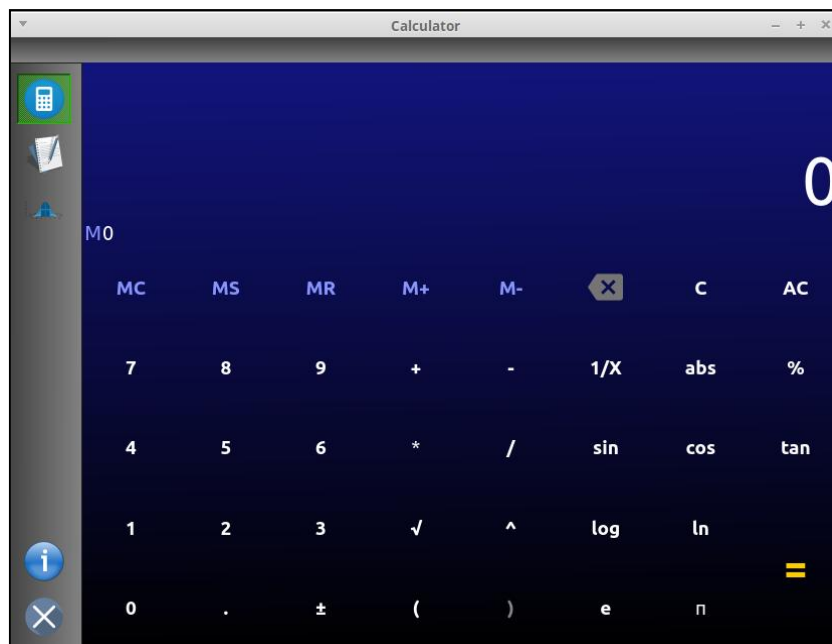 Calculator
0
M0
MC MS MR M+ M- C AC
7 8 9 + - 1/X abs %
4 5 6 * / sin cos tan
1 2 3 √ ^ log ln
=
0 . ± ( ) e п